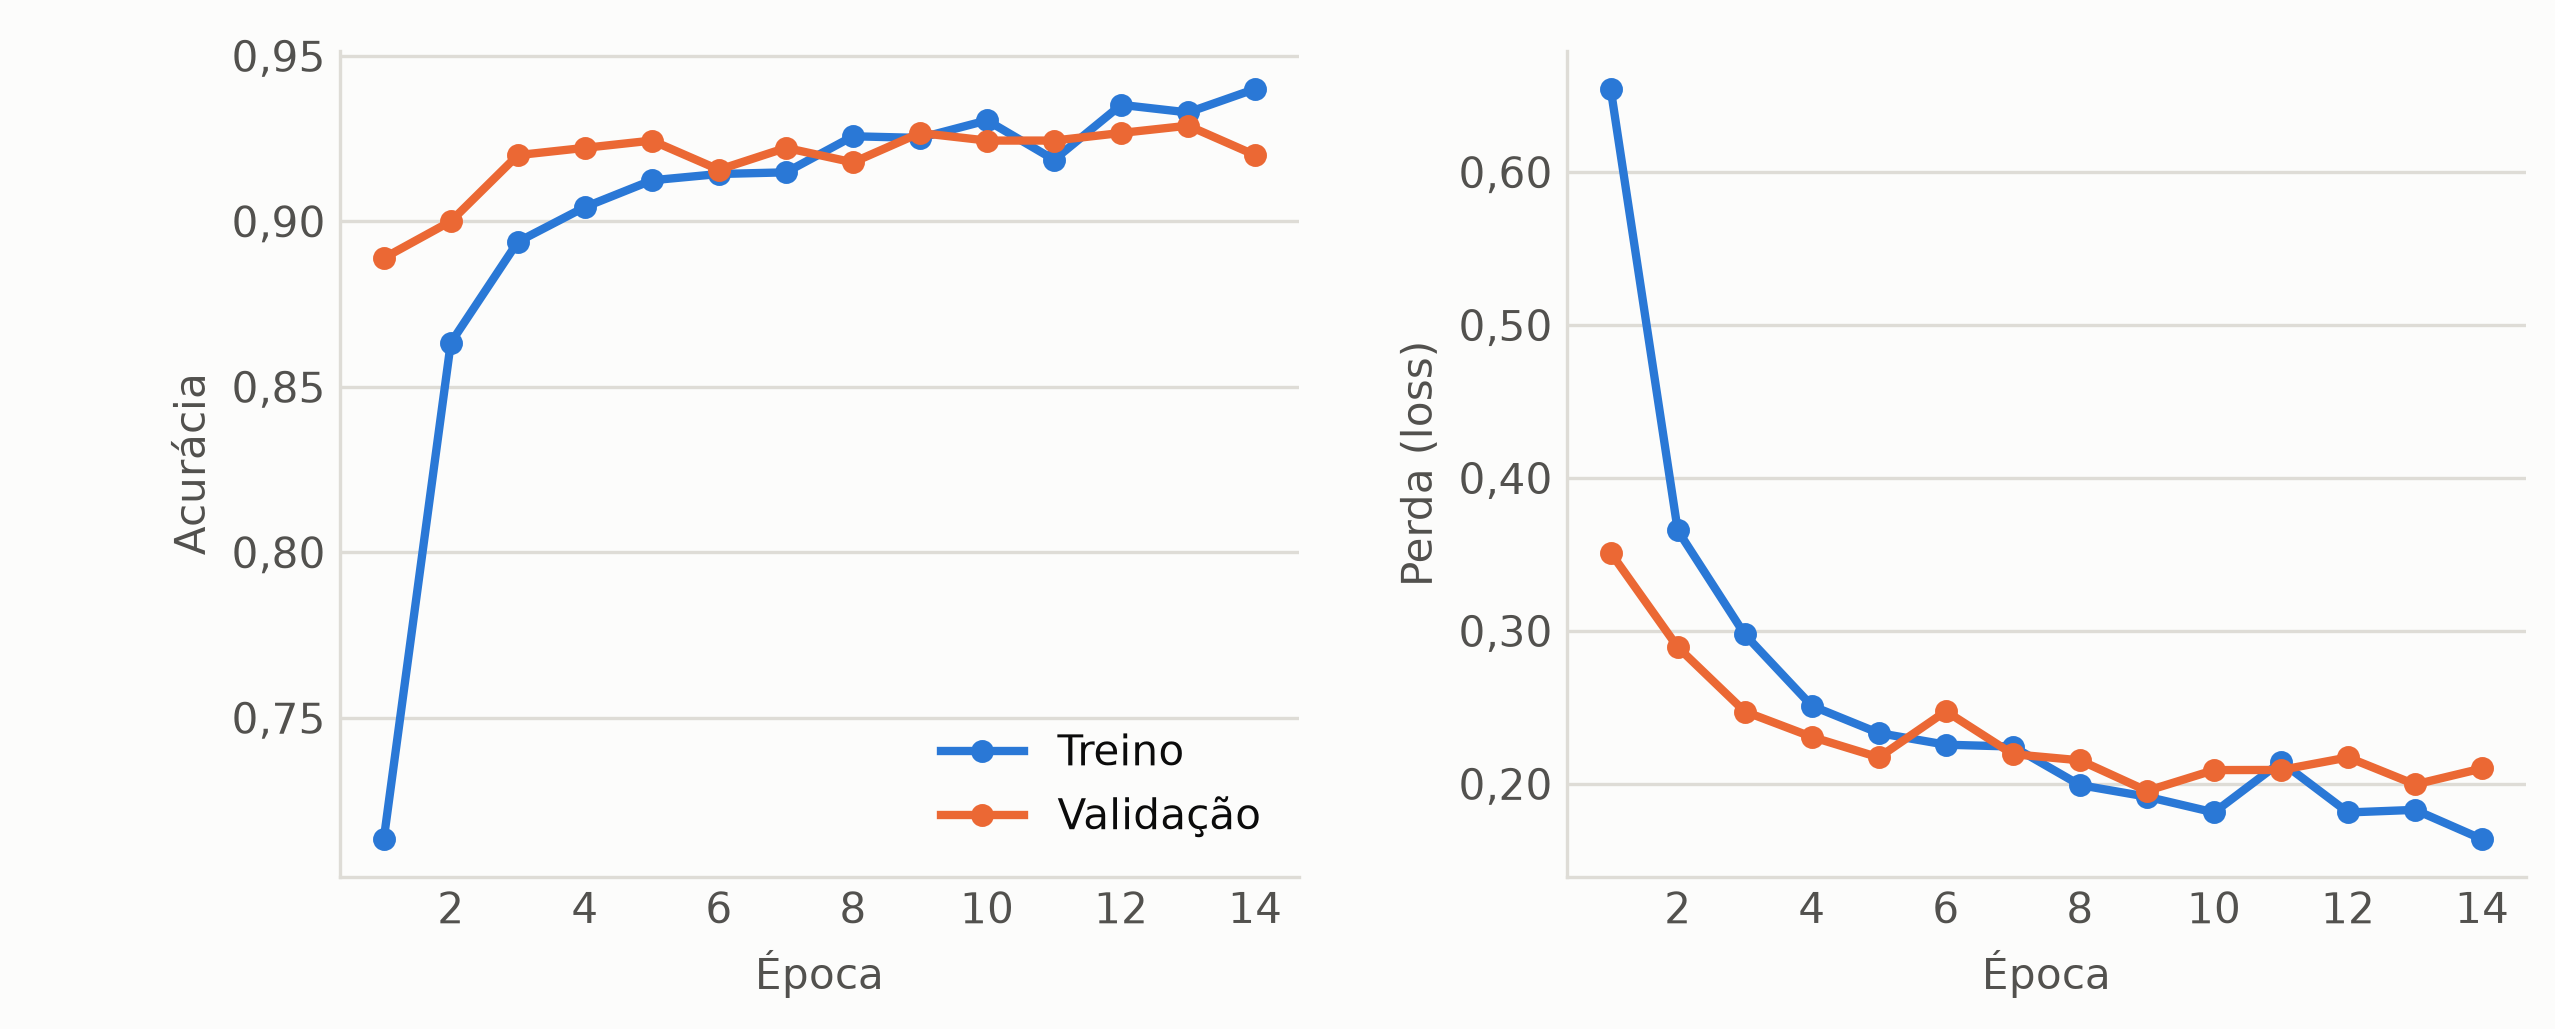 0,95
0,90
0,85
0,80
0,75
Acurácia
2 4 6 8 10 12 14
Época
Treino
Validação
0,60
0,50
0,40
0,30
0,20
Perda (loss)
2 4 6 8 10 12 14
Época